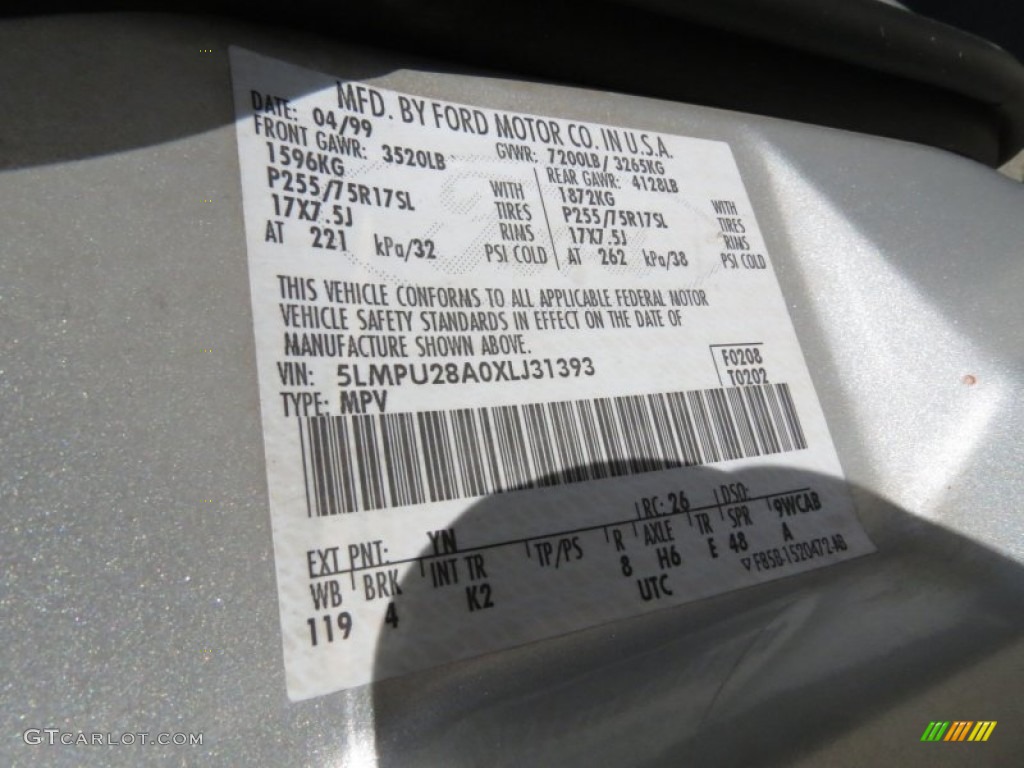 MFD. BY FORD MOTOR CO. IN U.S.A.
DATE: 04/99 GVWR: 7200LB / 3265KG
FRONT GAWR: 3520LB REAR GAWR: 4128LB
1596KG 1872KG
P255/75R17SL WITH TIRES P255/75R17SL WITH TIRES
17X7.5J RIMS 17X7.5J RIMS
AT 221 kPa/32 PSI COLD AT 262 kPa/38 PSI COLD
THIS VEHICLE CONFORMS TO ALL APPLICABLE FEDERAL MOTOR
VEHICLE SAFETY STANDARDS IN EFFECT ON THE DATE OF
MANUFACTURE SHOWN ABOVE.
VIN: 5LMPU28A0XLJ31393 F0208
TYPE: MPV T0202
EXT PNT: YN RC: 26 DSO:
WB BRK INT TR TP/PS R AXLE TR SPR 9WCAB
119 4 K2 8 H6 E 48 A
UTC ▽ F85B-1520472-AB
GTCARLOT.COM